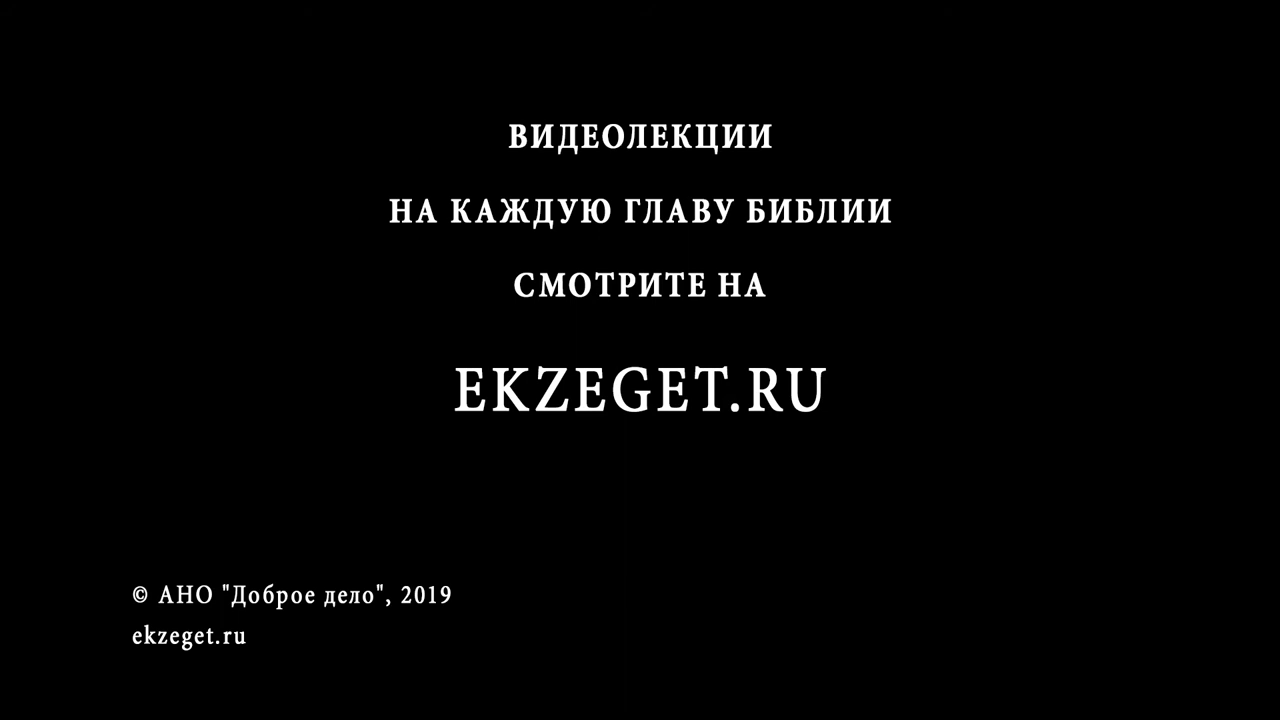 ВИДЕОЛЕКЦИИ
НА КАЖДУЮ ГЛАВУ БИБЛИИ
СМОТРИТЕ НА
EKZEGET.RU
© АНО "Доброе дело", 2019
ekzeget.ru